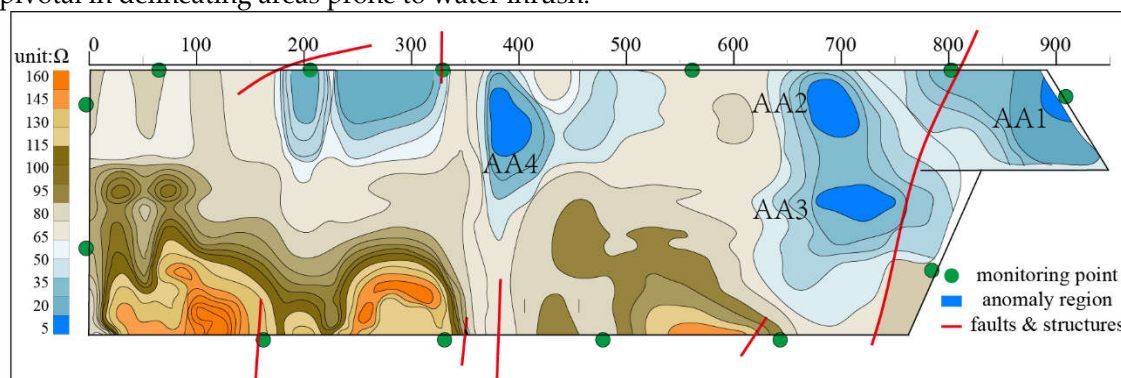 pivotal in delineating areas prone to water inrush.
unit:Ω
0 100 200 300 400 500 600 700 800 900
160
145
130
115
100
95
80
65
50
35
20
5
AA2
AA1
AA4
AA3
monitoring point
anomaly region
faults & structures